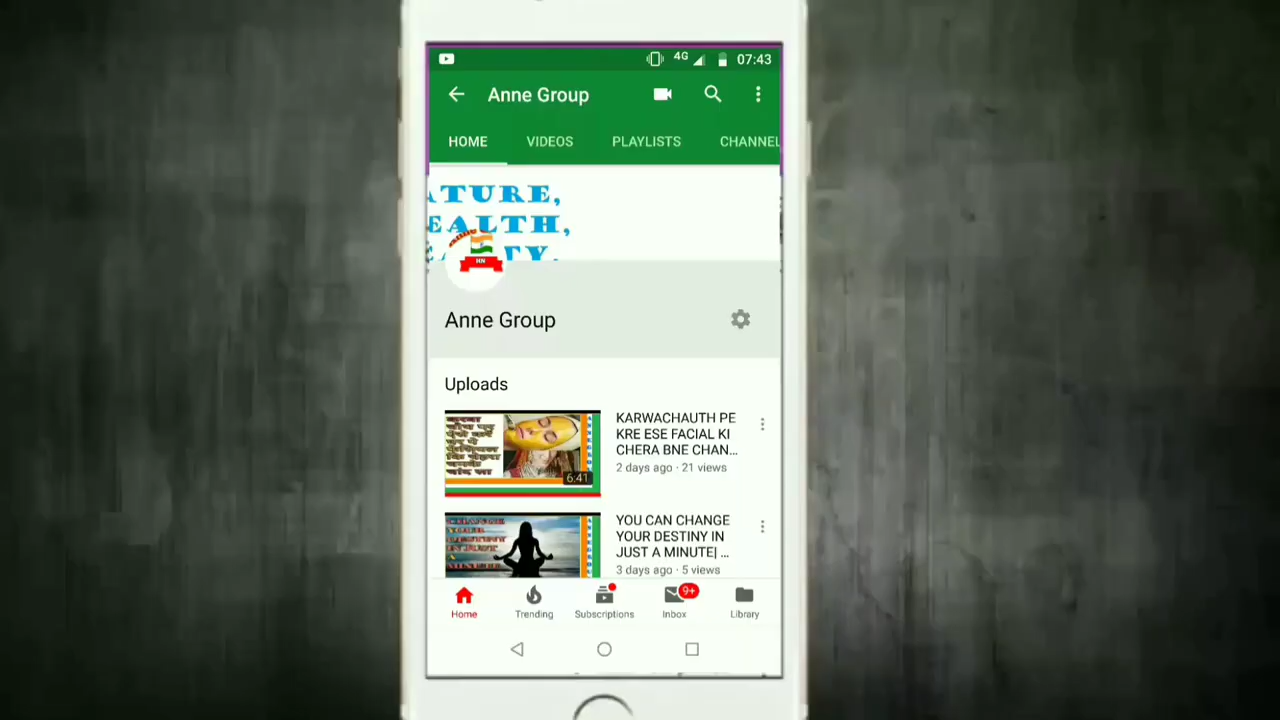 4G 07:43
Anne Group
HOME VIDEOS PLAYLISTS CHANNEL
ATURE,
EALTH,
HN
Anne Group
Uploads
KARWACHAUTH PE
KRE ESE FACIAL KI
CHERA BNE CHAN...
2 days ago · 21 views
6:41
YOU CAN CHANGE
YOUR DESTINY IN
JUST A MINUTE| ...
3 days ago · 5 views
9+
Home Trending Subscriptions Inbox Library